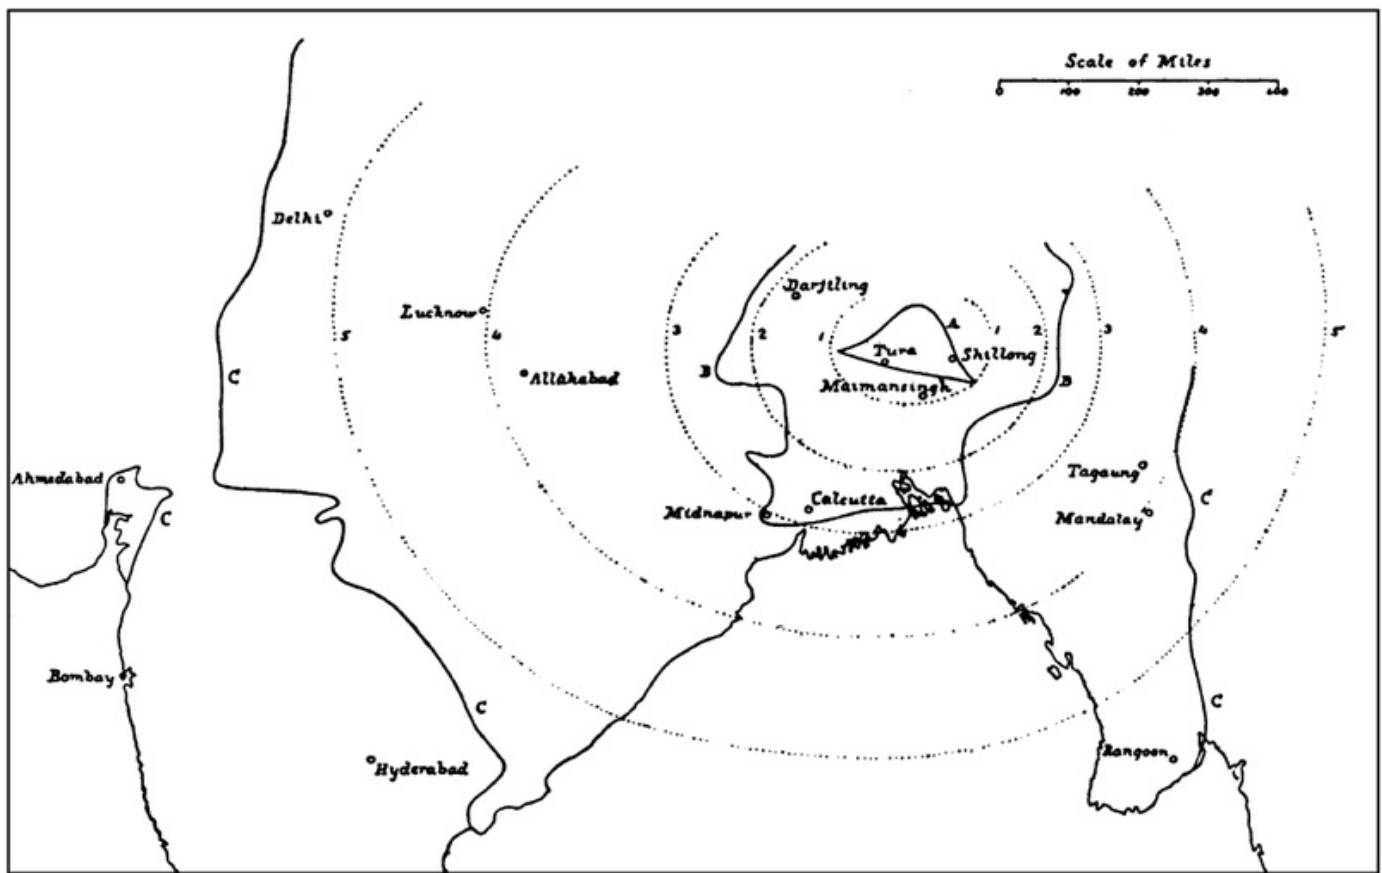 Scale of Miles
0 100 200 300 400
Delhi
Darjtling
Lucknow
5 4 3 2 1 A 1 2 3 4 5
Tura
Shillong
C
B
Allahabad
Maimansingh
B
Ahmedabad
Tagaung
C
Midnapur
Calcutta
C
Mandalay
Bombay
C
C
Rangoon
Hyderabad